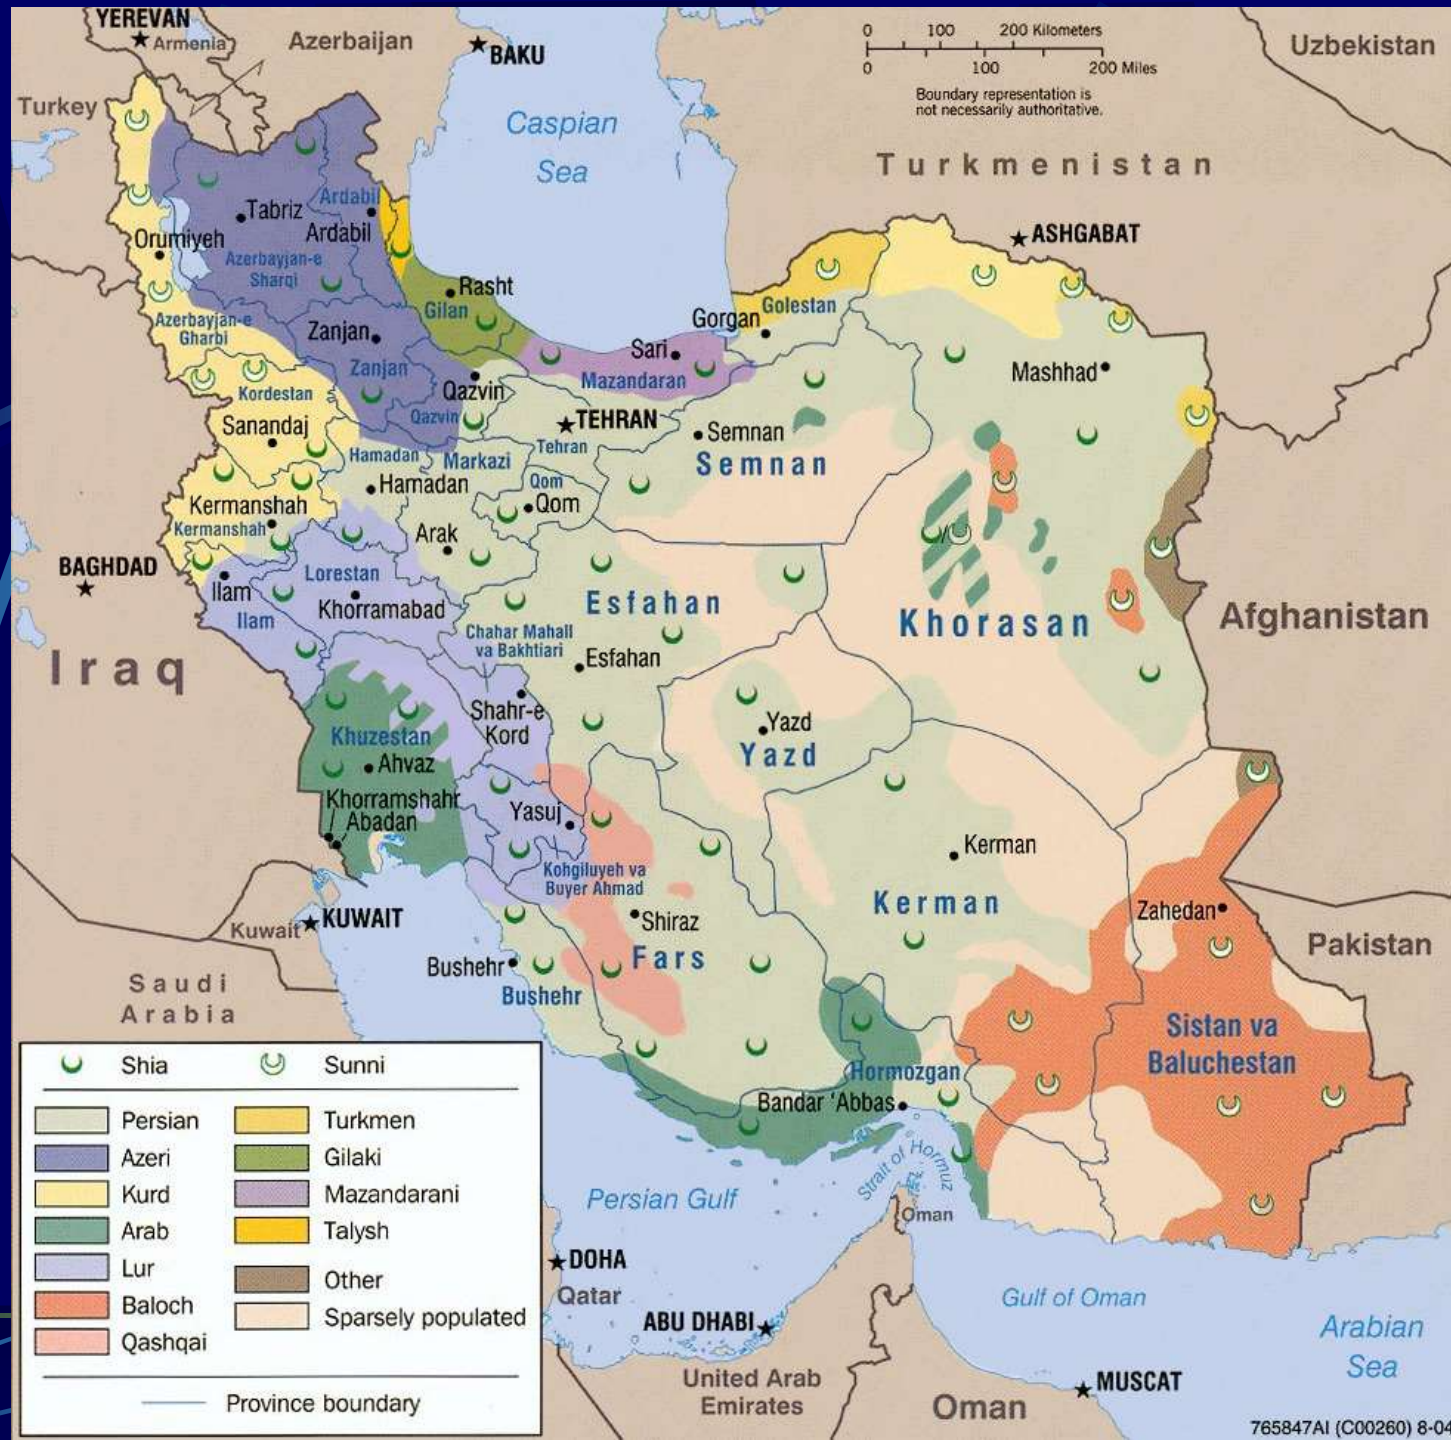 YEREVAN
Armenia
Azerbaijan
BAKU
0 100 200 Kilometers
0 100 200 Miles
Boundary representation is
not necessarily authoritative.
Uzbekistan
Turkey
Caspian
Sea
Turkmenistan
ASHGABAT
Ardabil
Tabriz
Ardabil
Orumiyeh
Azerbayjan-e
Sharqi
Rasht
Gilan
Golestan
Gorgan
Azerbayjan-e
Gharbi
Zanjan
Zanjan
Sari
Mazandaran
Mashhad
Qazvin
Qazvin
Kordestan
Sanandaj
TEHRAN
Tehran
Semnan
Semnan
Hamadan
Markazi
Hamadan
Qom
Qom
Kermanshah
Kermanshah
Arak
BAGHDAD
Ilam
Ilam
Lorestan
Khorramabad
Esfahan
Esfahan
Khorasan
Afghanistan
Iraq
Chahar Mahall
va Bakhtiari
Shahr-e
Kord
Khuzestan
Ahvaz
Khorramshahr
Abadan
Yazd
Yazd
Yasuj
Kohgiluyeh va
Buyer Ahmad
Kerman
Kerman
Zahedan
Kuwait
KUWAIT
Shiraz
Fars
Pakistan
Bushehr
Bushehr
Saudi
Arabia
Sistan va
Baluchestan
Hormozgan
Bandar 'Abbas
Strait of Hormuz
Persian Gulf
Oman
DOHA
Qatar
ABU DHABI
United Arab
Emirates
Gulf of Oman
Arabian
Sea
MUSCAT
Oman
Shia
Sunni
Persian
Azeri
Kurd
Arab
Lur
Baloch
Qashqai
Turkmen
Gilaki
Mazandarani
Talysh
Other
Sparsely populated
Province boundary
765847AI (C00260) 8-04